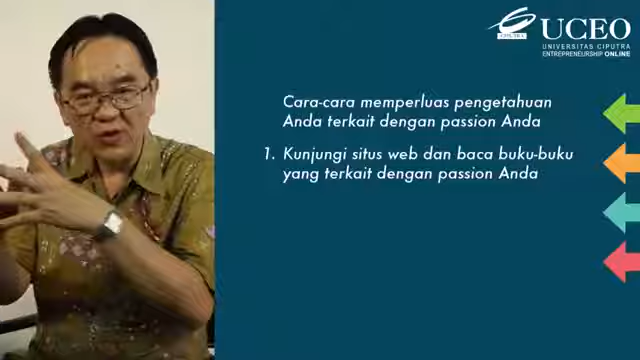 CIPUTRA
UCEO
UNIVERSITAS CIPUTRA
ENTREPRENEURSHIP ONLINE
Cara-cara memperluas pengetahuan
Anda terkait dengan passion Anda
1. Kunjungi situs web dan baca buku-buku
yang terkait dengan passion Anda